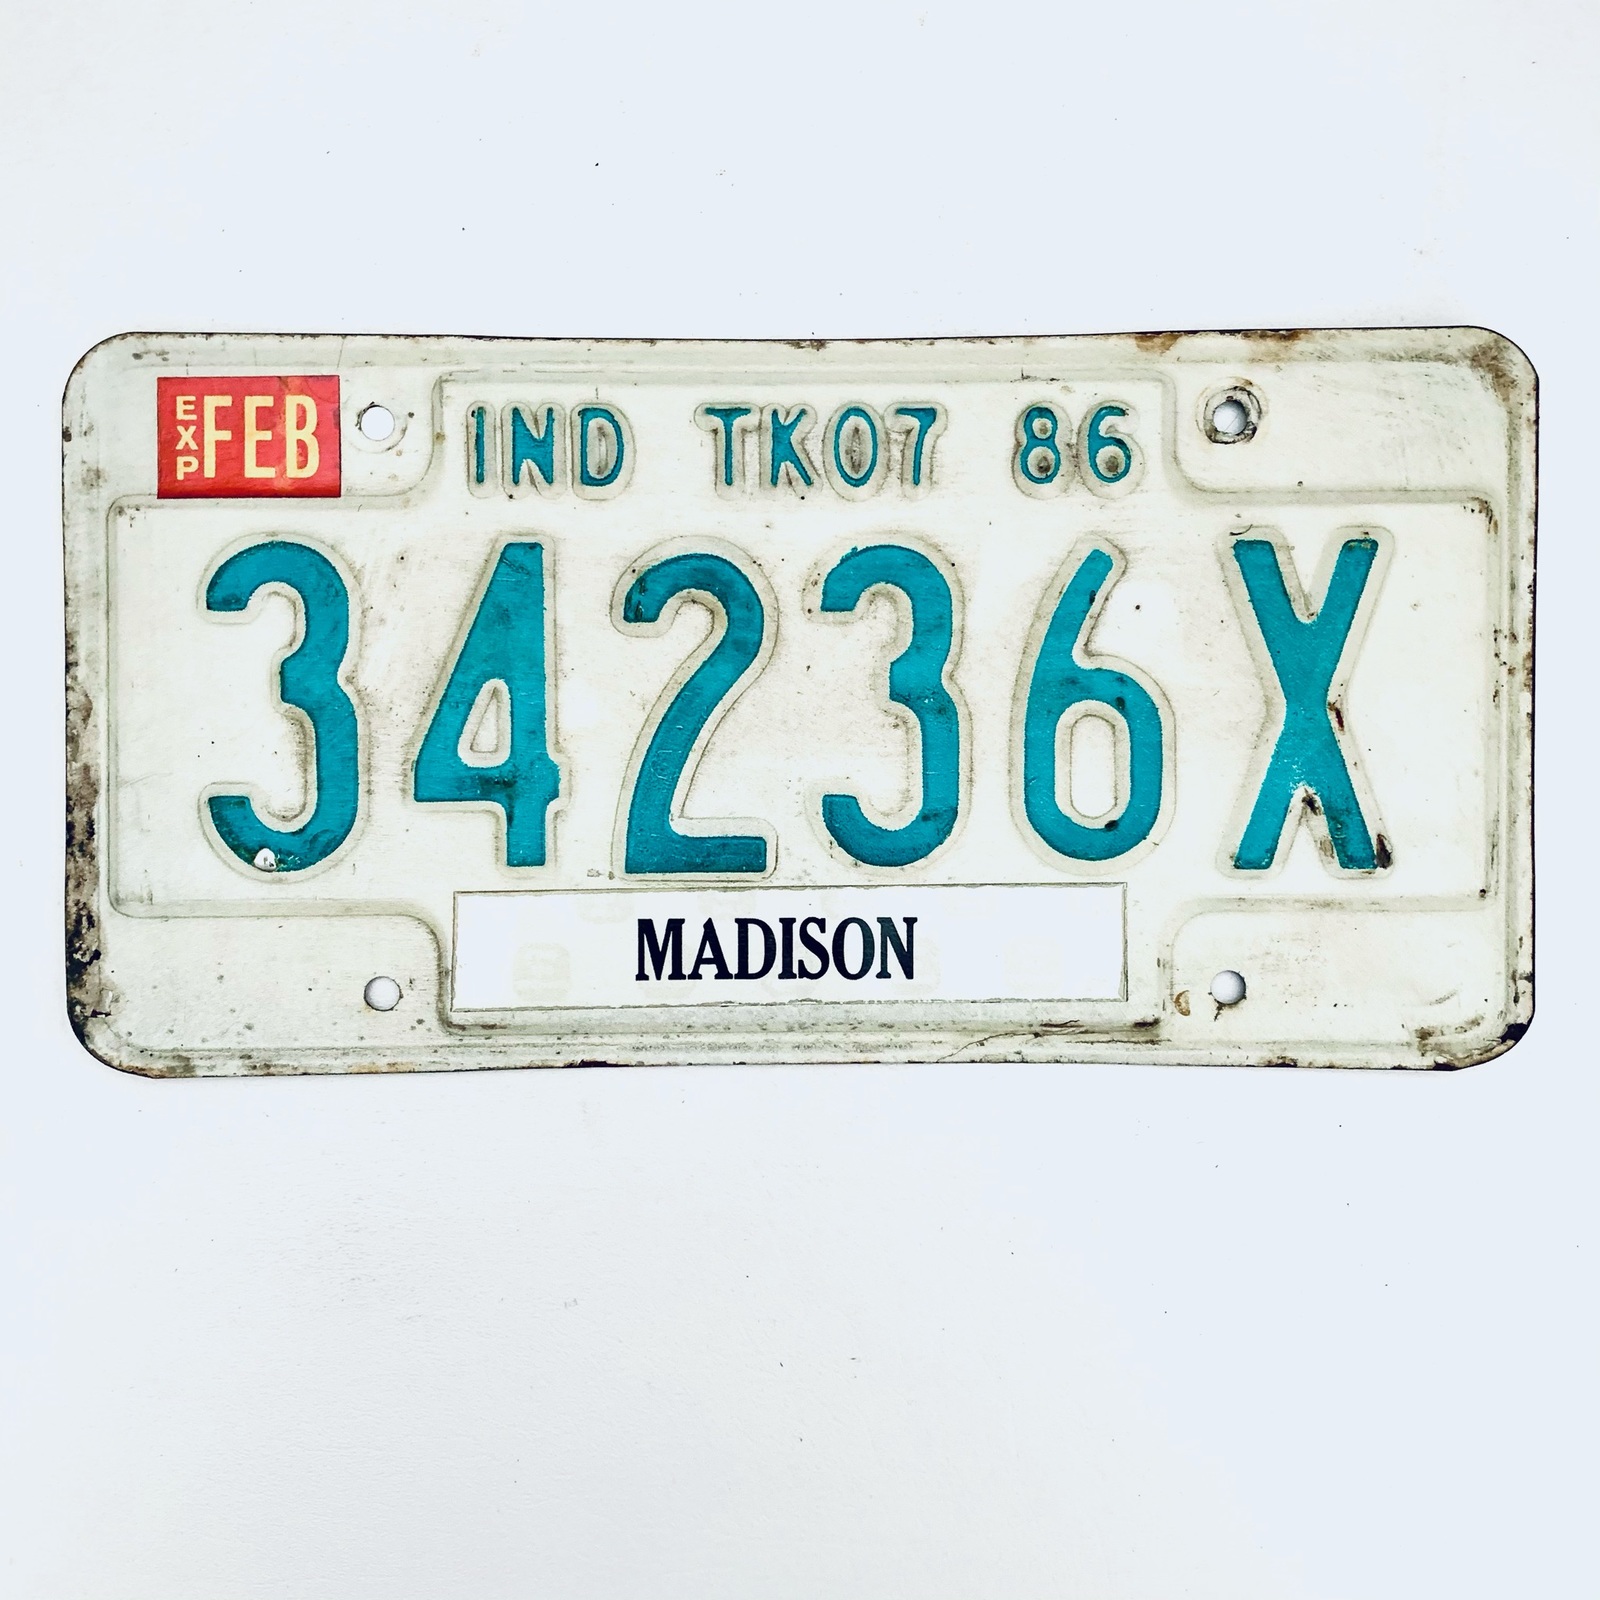 EXP FEB
IND TK07 86
34236X
MADISON